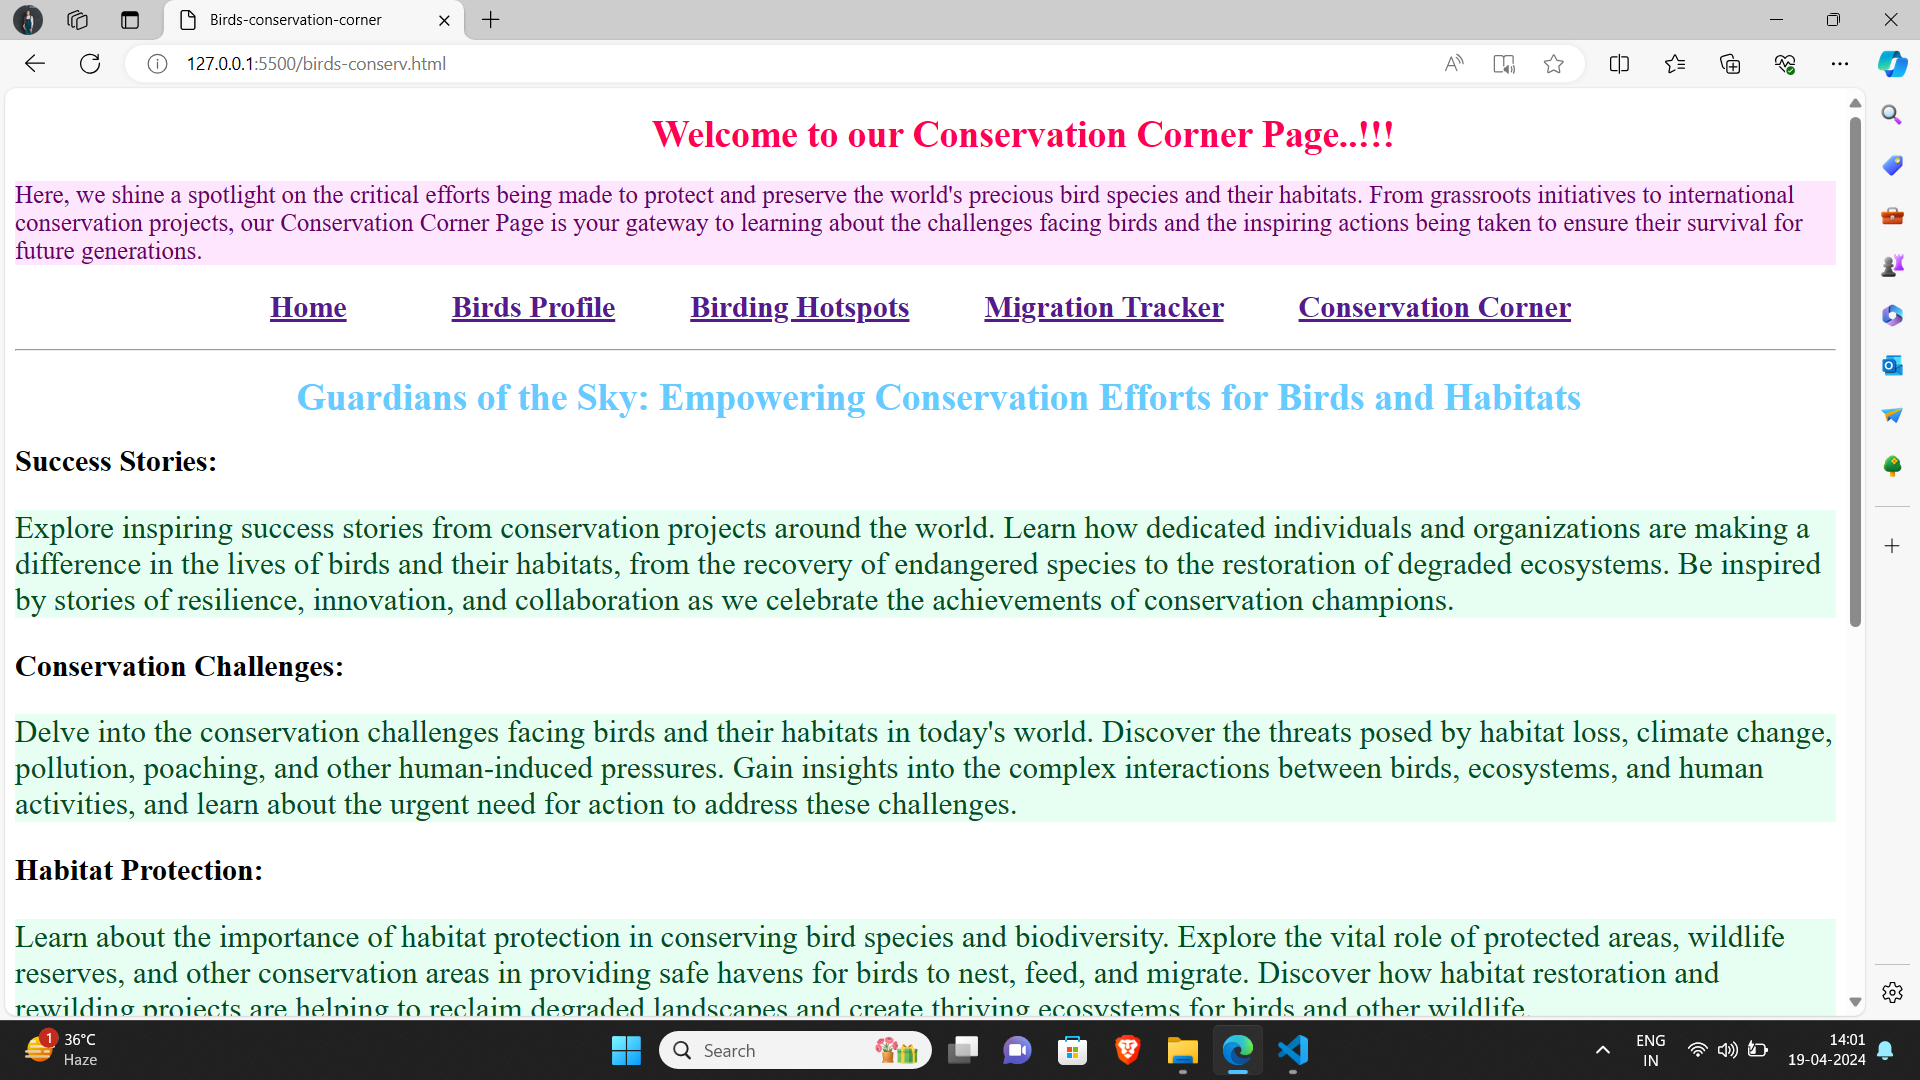 Birds-conservation-corner
127.0.0.1:5500/birds-conserv.html
Welcome to our Conservation Corner Page..!!!
Here, we shine a spotlight on the critical efforts being made to protect and preserve the world's precious bird species and their habitats. From grassroots initiatives to international
conservation projects, our Conservation Corner Page is your gateway to learning about the challenges facing birds and the inspiring actions being taken to ensure their survival for
future generations.
Home Birds Profile Birding Hotspots Migration Tracker Conservation Corner
Guardians of the Sky: Empowering Conservation Efforts for Birds and Habitats
Success Stories:
Explore inspiring success stories from conservation projects around the world. Learn how dedicated individuals and organizations are making a
difference in the lives of birds and their habitats, from the recovery of endangered species to the restoration of degraded ecosystems. Be inspired
by stories of resilience, innovation, and collaboration as we celebrate the achievements of conservation champions.
Conservation Challenges:
Delve into the conservation challenges facing birds and their habitats in today's world. Discover the threats posed by habitat loss, climate change,
pollution, poaching, and other human-induced pressures. Gain insights into the complex interactions between birds, ecosystems, and human
activities, and learn about the urgent need for action to address these challenges.
Habitat Protection:
Learn about the importance of habitat protection in conserving bird species and biodiversity. Explore the vital role of protected areas, wildlife
reserves, and other conservation areas in providing safe havens for birds to nest, feed, and migrate. Discover how habitat restoration and
rewilding projects are helping to reclaim degraded landscapes and create thriving ecosystems for birds and other wildlife.
1
36°C
Haze
Search
ENG
IN
14:01
19-04-2024